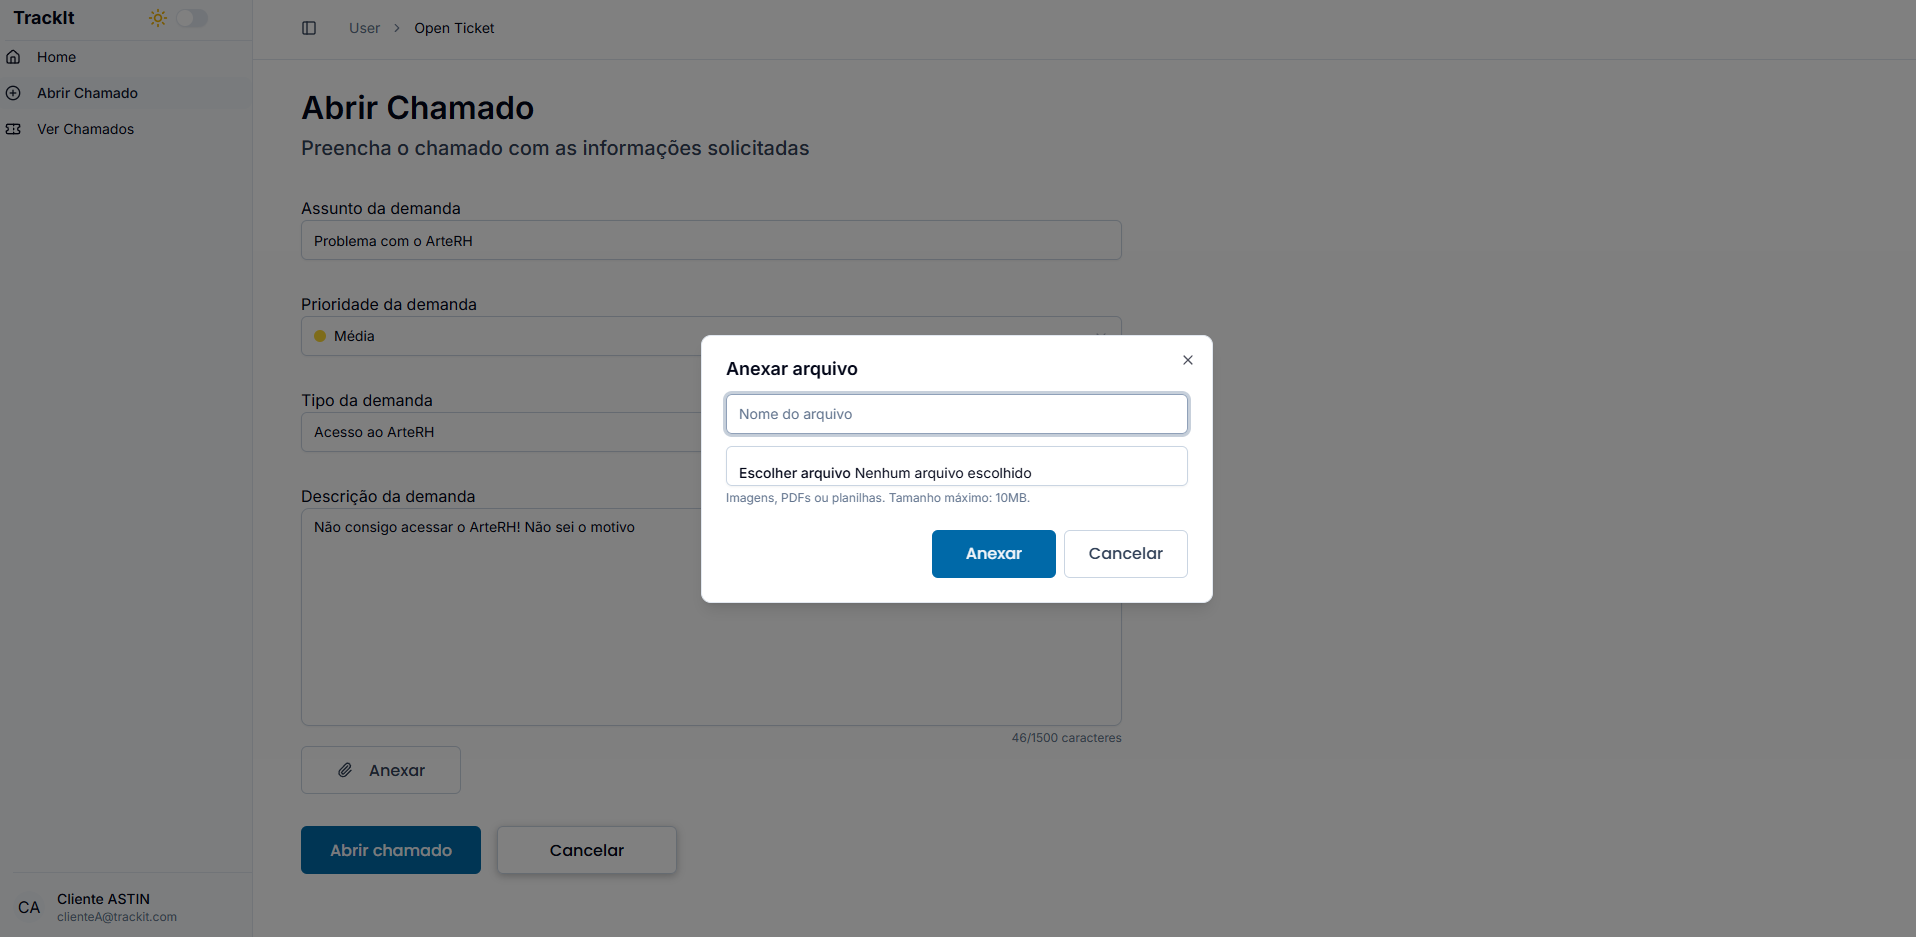 TrackIt
Home
Abrir Chamado
Ver Chamados
User > Open Ticket
Abrir Chamado
Preencha o chamado com as informações solicitadas
Assunto da demanda
Problema com o ArteRH
Prioridade da demanda
Média
Tipo da demanda
Acesso ao ArteRH
Descrição da demanda
Não consigo acessar o ArteRH! Não sei o motivo
46/1500 caracteres
Anexar
Abrir chamado
Cancelar
Anexar arquivo
Nome do arquivo
Escolher arquivo Nenhum arquivo escolhido
Imagens, PDFs ou planilhas. Tamanho máximo: 10MB.
Anexar
Cancelar
CA
Cliente ASTIN
clienteA@trackit.com